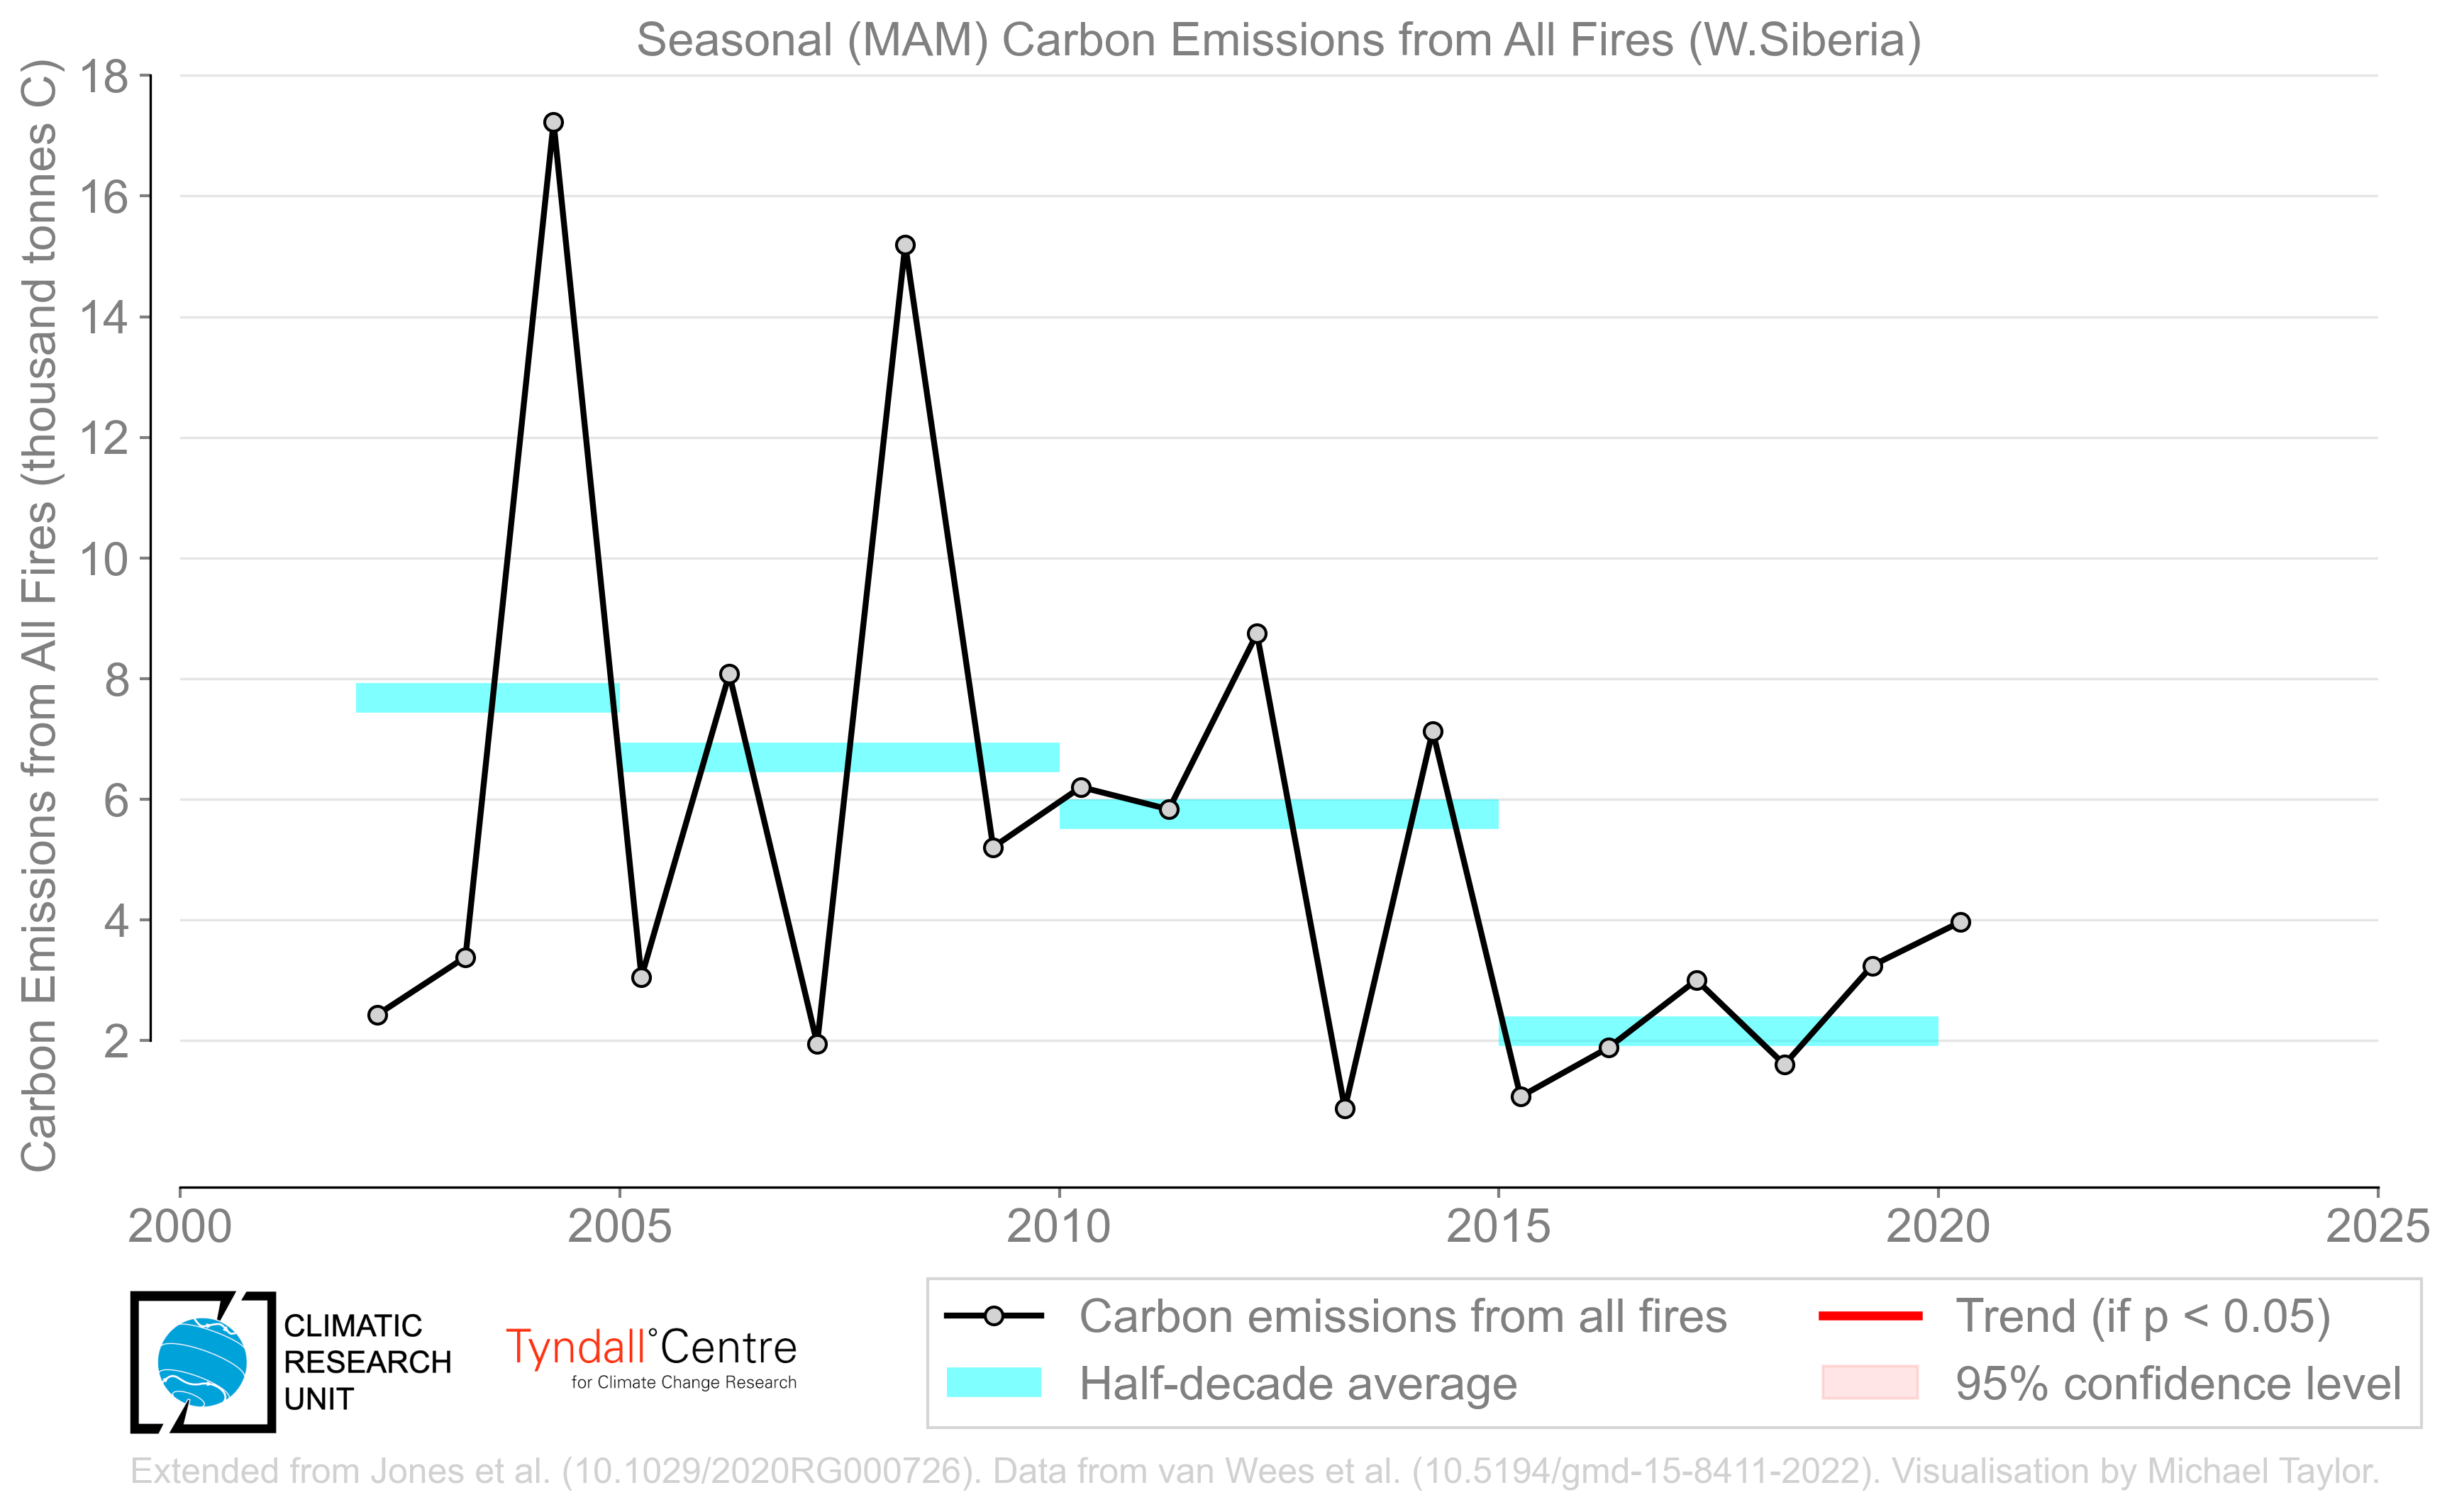 Seasonal (MAM) Carbon Emissions from All Fires (W.Siberia)
Carbon Emissions from All Fires (thousand tonnes C)
18
16
14
12
10
8
6
4
2
2000 2005 2010 2015 2020 2025
CLIMATIC
RESEARCH
UNIT
Tyndall°Centre
for Climate Change Research
Carbon emissions from all fires
Half-decade average
Trend (if p < 0.05)
95% confidence level
Extended from Jones et al. (10.1029/2020RG000726). Data from van Wees et al. (10.5194/gmd-15-8411-2022). Visualisation by Michael Taylor.